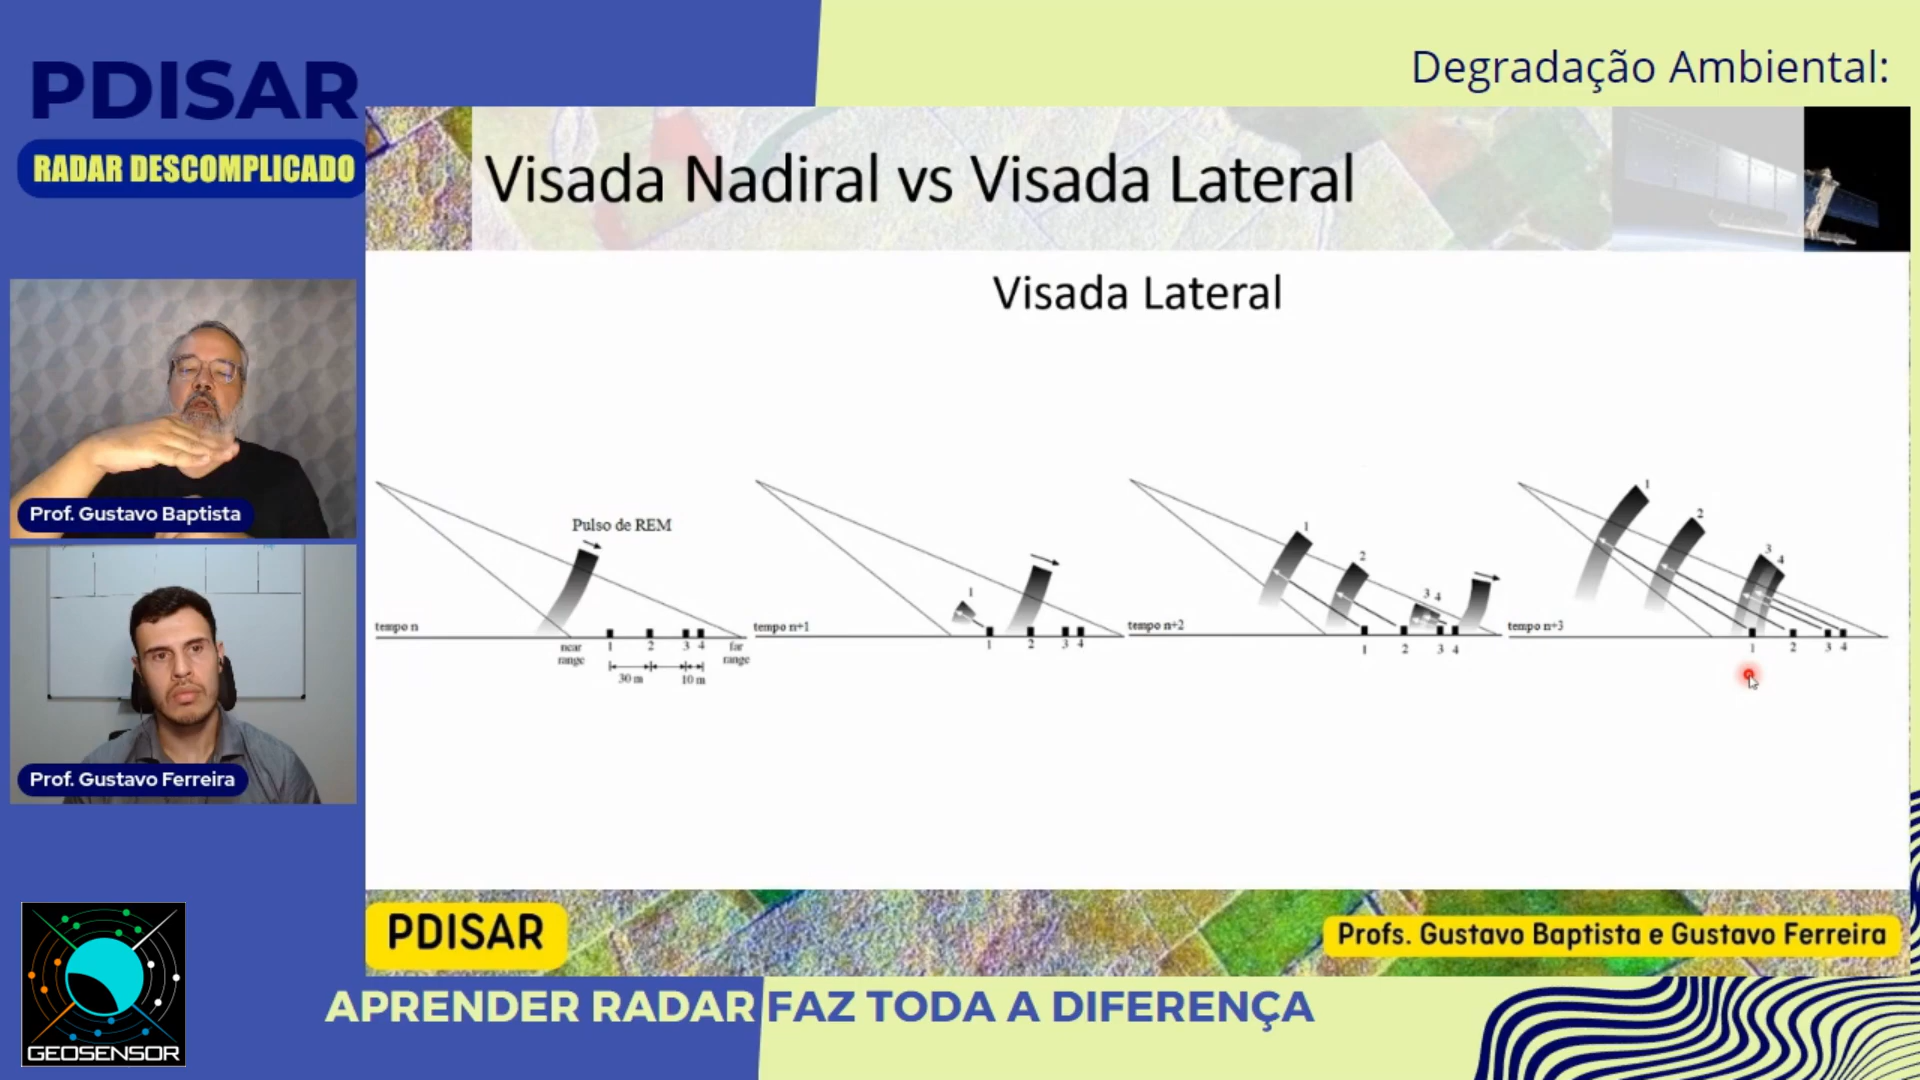 PDISAR
RADAR DESCOMPLICADO
Degradação Ambiental:
Visada Nadiral vs Visada Lateral
Visada Lateral
Prof. Gustavo Baptista
Prof. Gustavo Ferreira
Pulso de REM
tempo n
near range
1 2 3 4
far range
30 m 10 m
tempo n+1
1
1 2 3 4
tempo n+2
1 2 3 4
1 2 3 4
tempo n+3
1 2 3 4
1 2 3 4
PDISAR
Profs. Gustavo Baptista e Gustavo Ferreira
APRENDER RADAR FAZ TODA A DIFERENÇA
GEOSENSOR